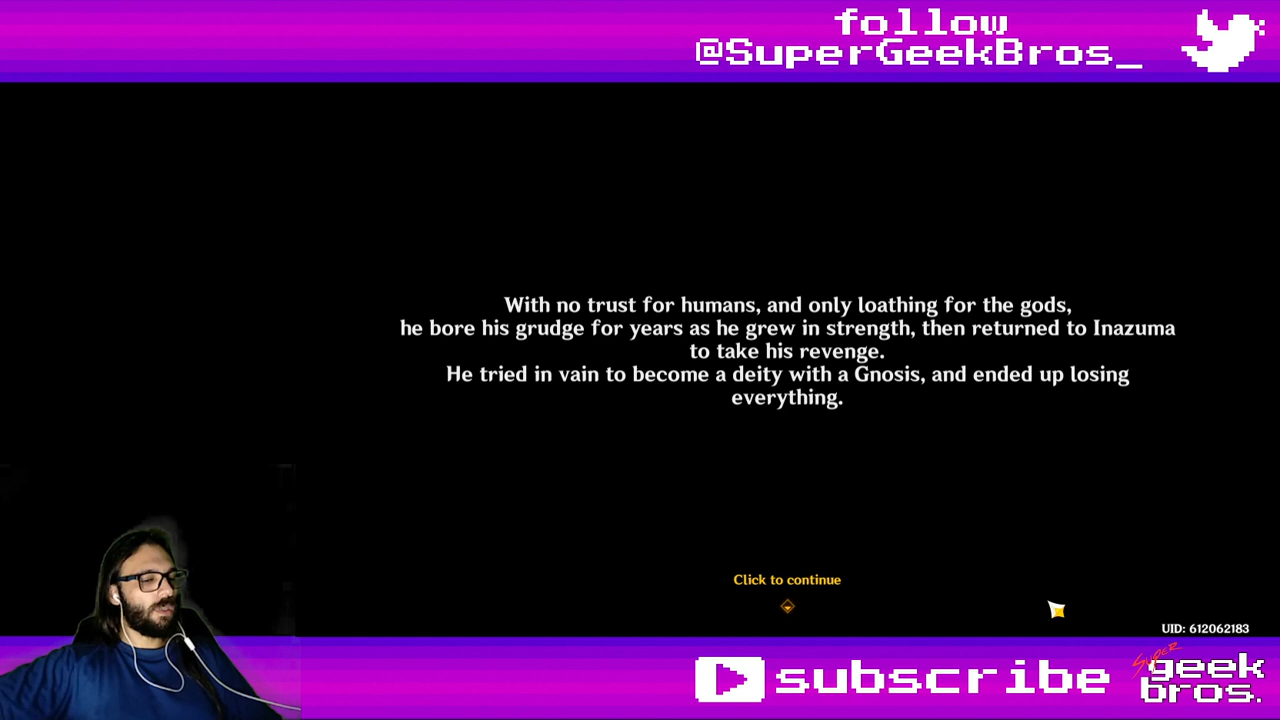 follow
@SuperGeekBros_
With no trust for humans, and only loathing for the gods,
he bore his grudge for years as he grew in strength, then returned to Inazuma
to take his revenge.
He tried in vain to become a deity with a Gnosis, and ended up losing
everything.
Click to continue
UID: 612062183
subscribe
SUPER
geek
bros.